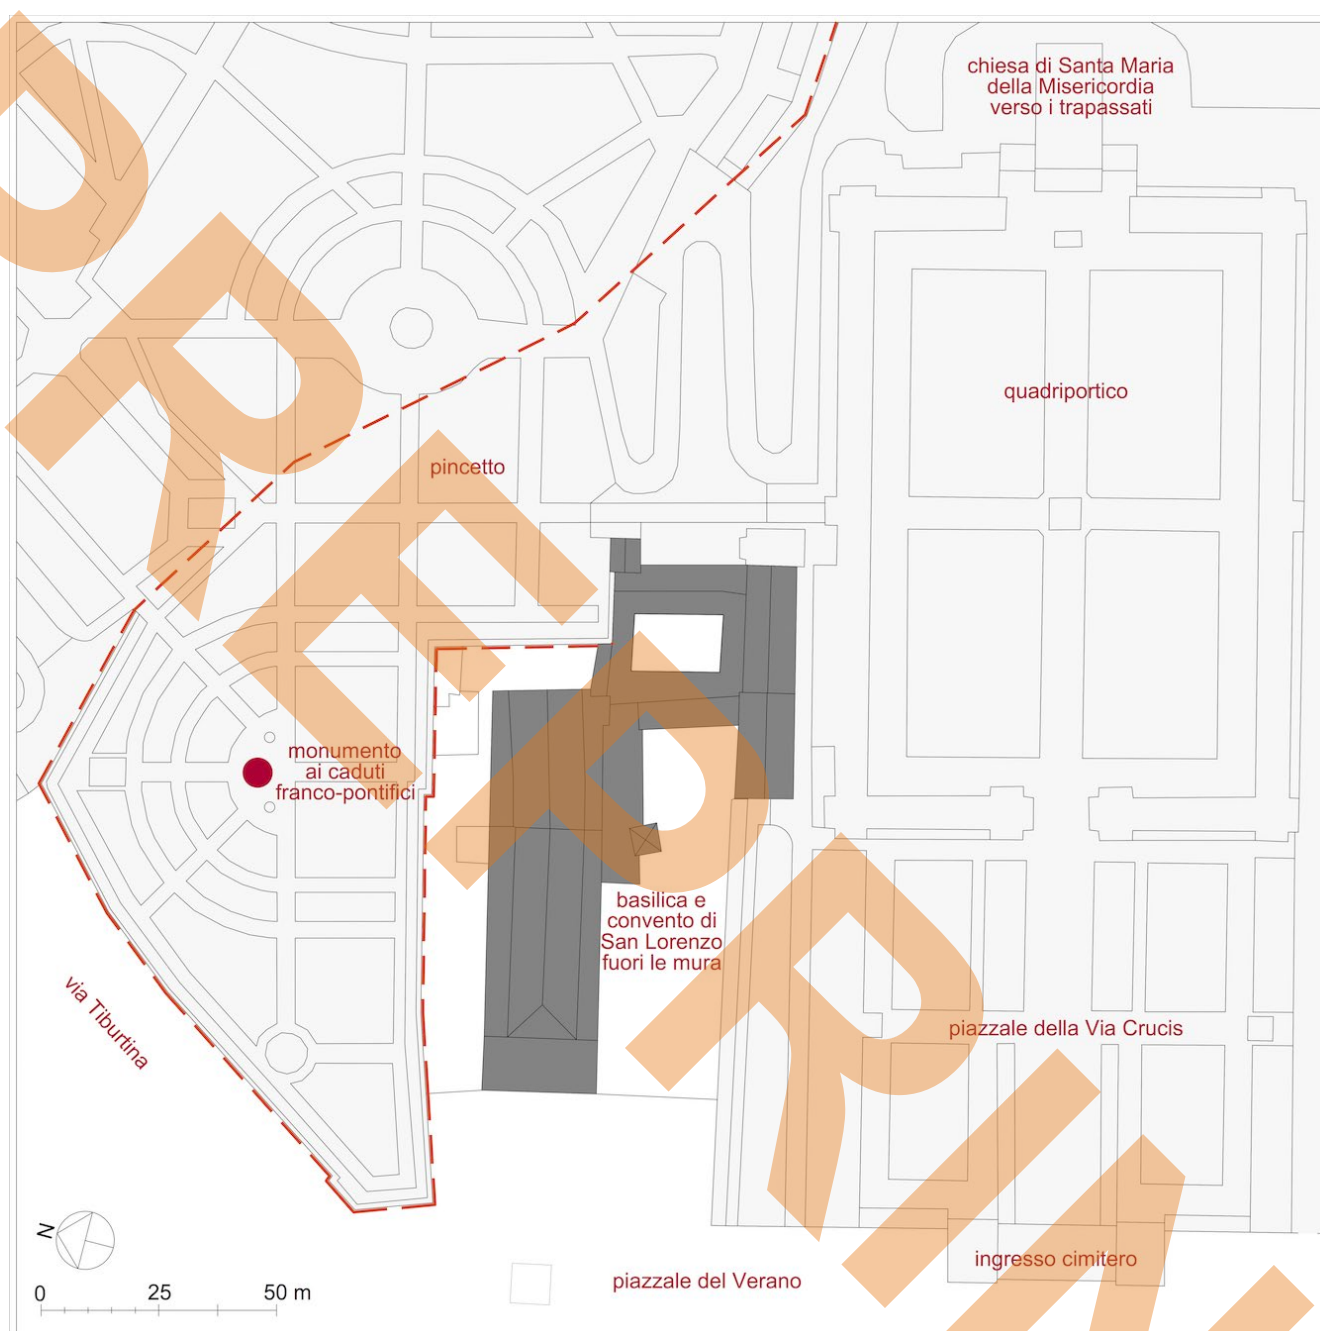 chiesa di Santa Maria
della Misericordia
verso i trapassati
quadriportico
pincetto
monumento
ai caduti
franco-pontifici
basilica e
convento di
San Lorenzo
fuori le mura
via Tiburtina
piazzale della Via Crucis
ingresso cimitero
piazzale del Verano
N
0 25 50 m
PREPRIN